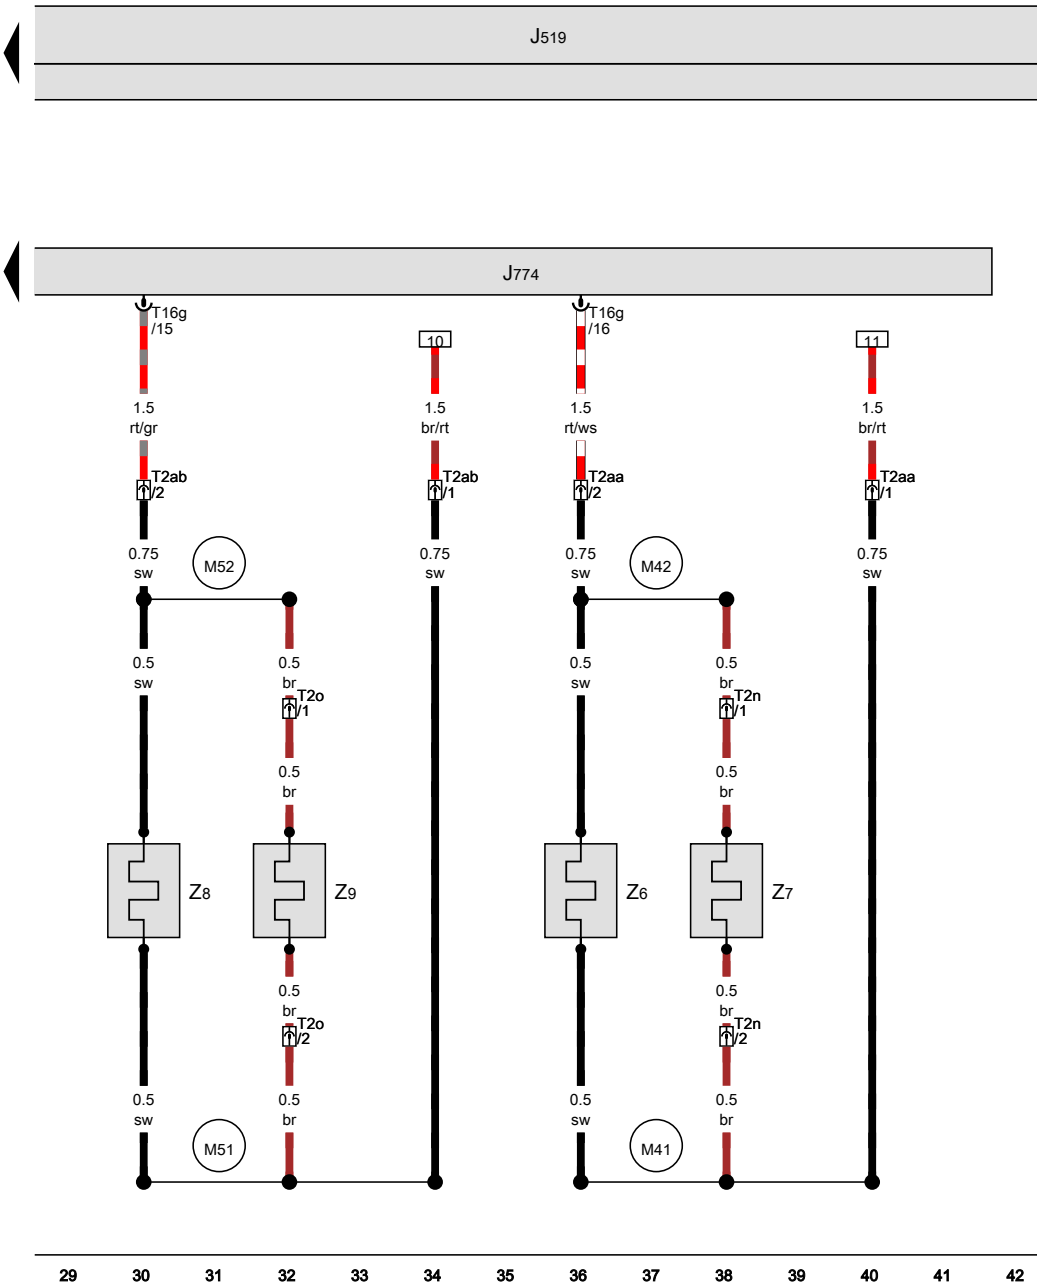 J519
J774
T16g
/15
T16g
/16
10
11
1.5
rt/gr
1.5
br/rt
1.5
rt/ws
1.5
br/rt
T2ab
/2
T2ab
/1
T2aa
/2
T2aa
/1
0.75
sw
M52
0.75
sw
0.75
sw
M42
0.75
sw
0.5
sw
0.5
br
0.5
sw
0.5
br
T2o
/1
T2n
/1
0.5
br
0.5
br
Z8
Z9
Z6
Z7
0.5
br
0.5
br
T2o
/2
T2n
/2
0.5
sw
0.5
br
0.5
sw
0.5
br
M51
M41
29 30 31 32 33 34 35 36 37 38 39 40 41 42